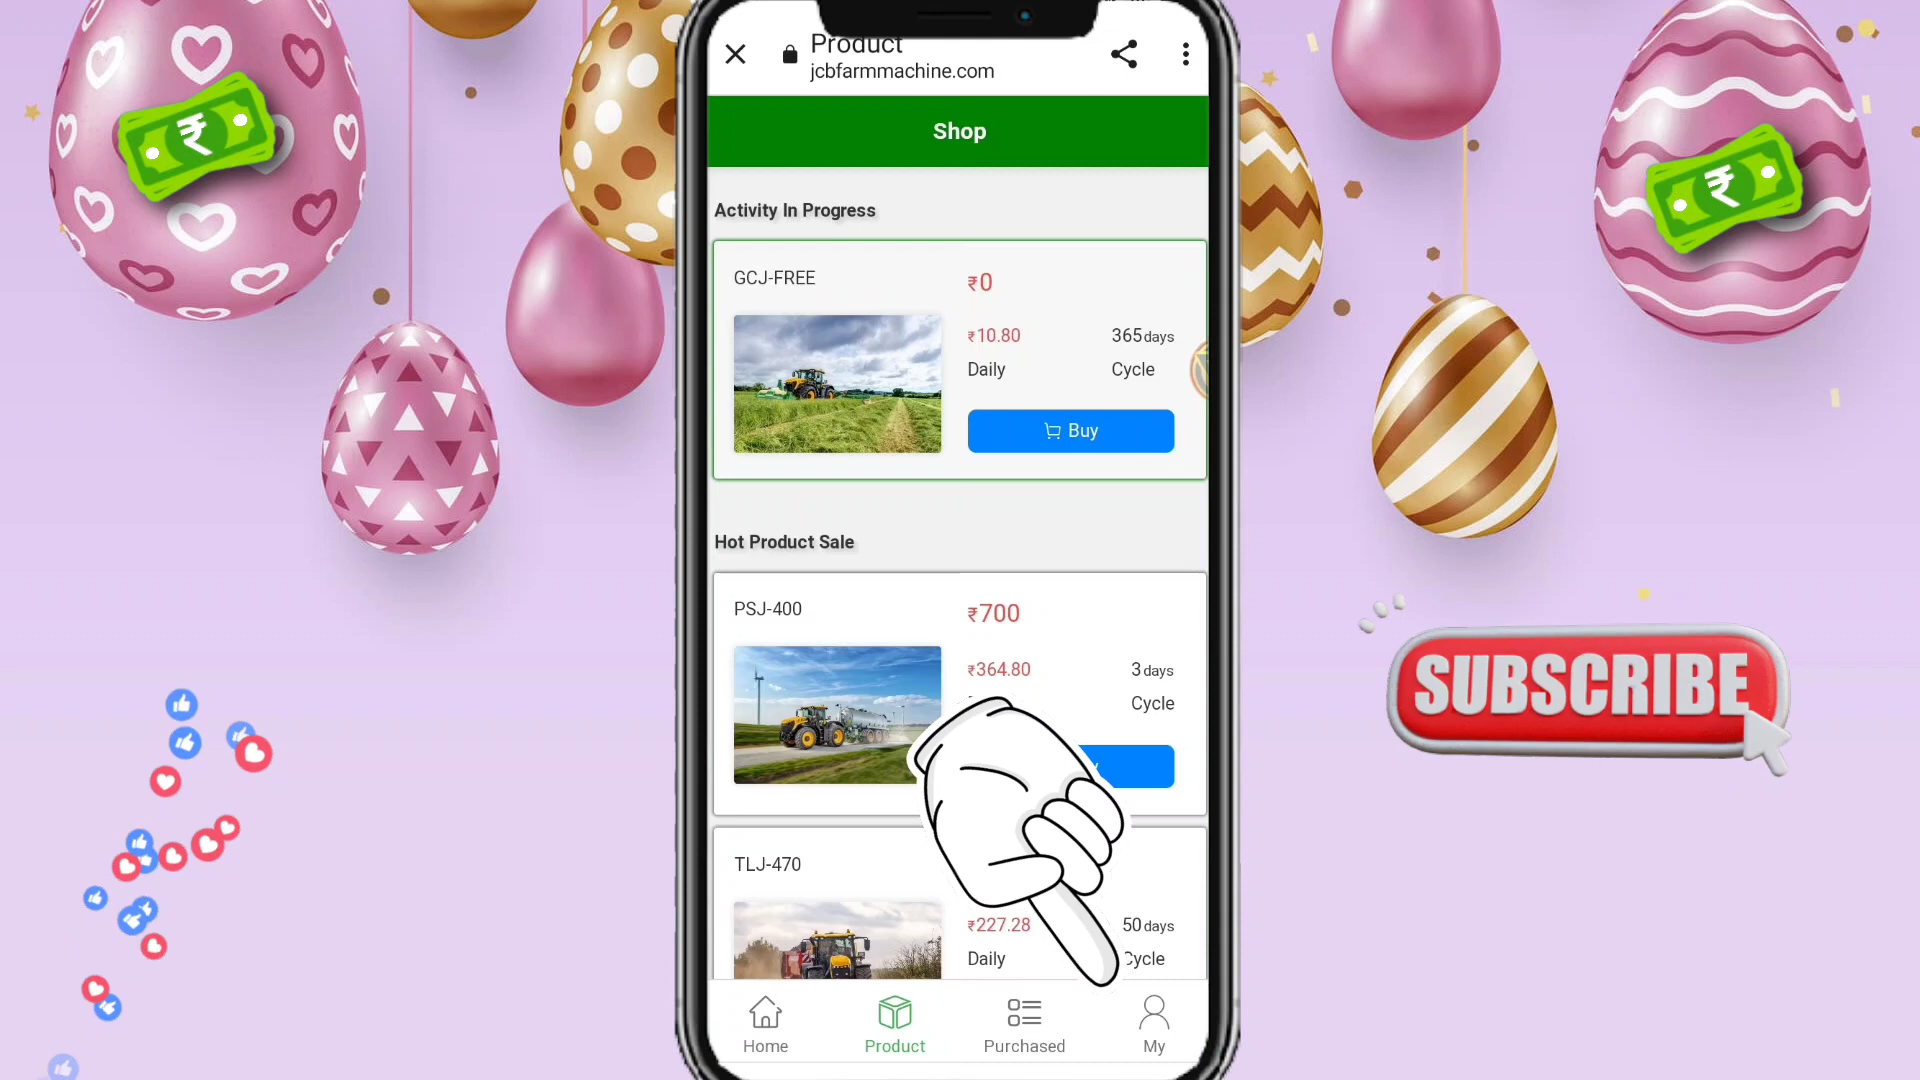 Product
jcbfarmmachine.com
Shop
Activity In Progress
GCJ-FREE
₹0
₹10.80
365days
Daily
Cycle
Buy
Hot Product Sale
PSJ-400
₹700
₹364.80
3days
Cycle
TLJ-470
₹227.28
50days
Daily
Cycle
Home
Product
Purchased
My
₹
₹
SUBSCRIBE